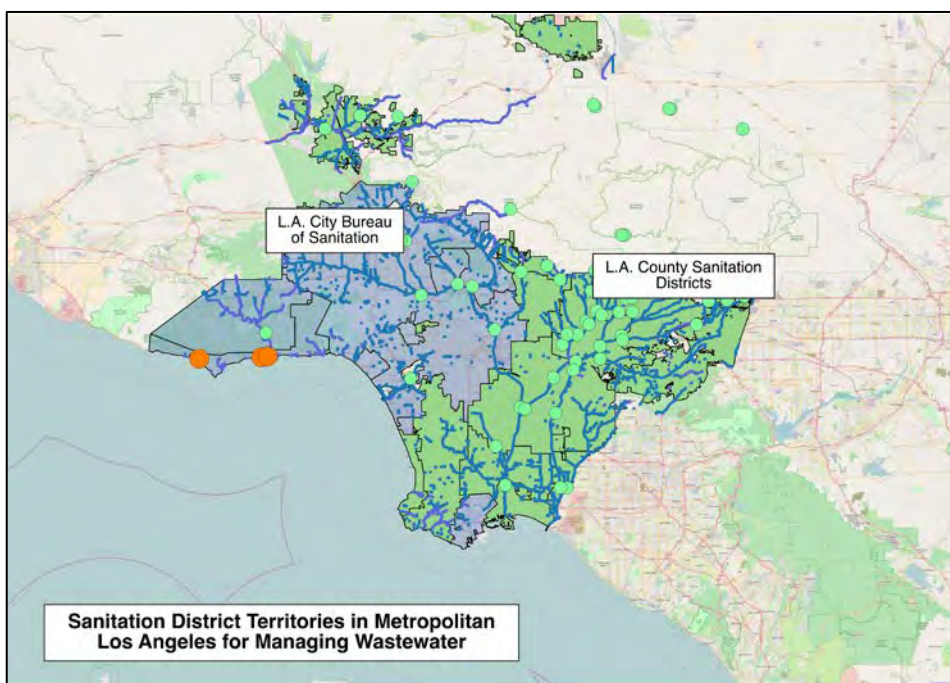 L.A. City Bureau
of Sanitation
L.A. County Sanitation
Districts
Sanitation District Territories in Metropolitan
Los Angeles for Managing Wastewater